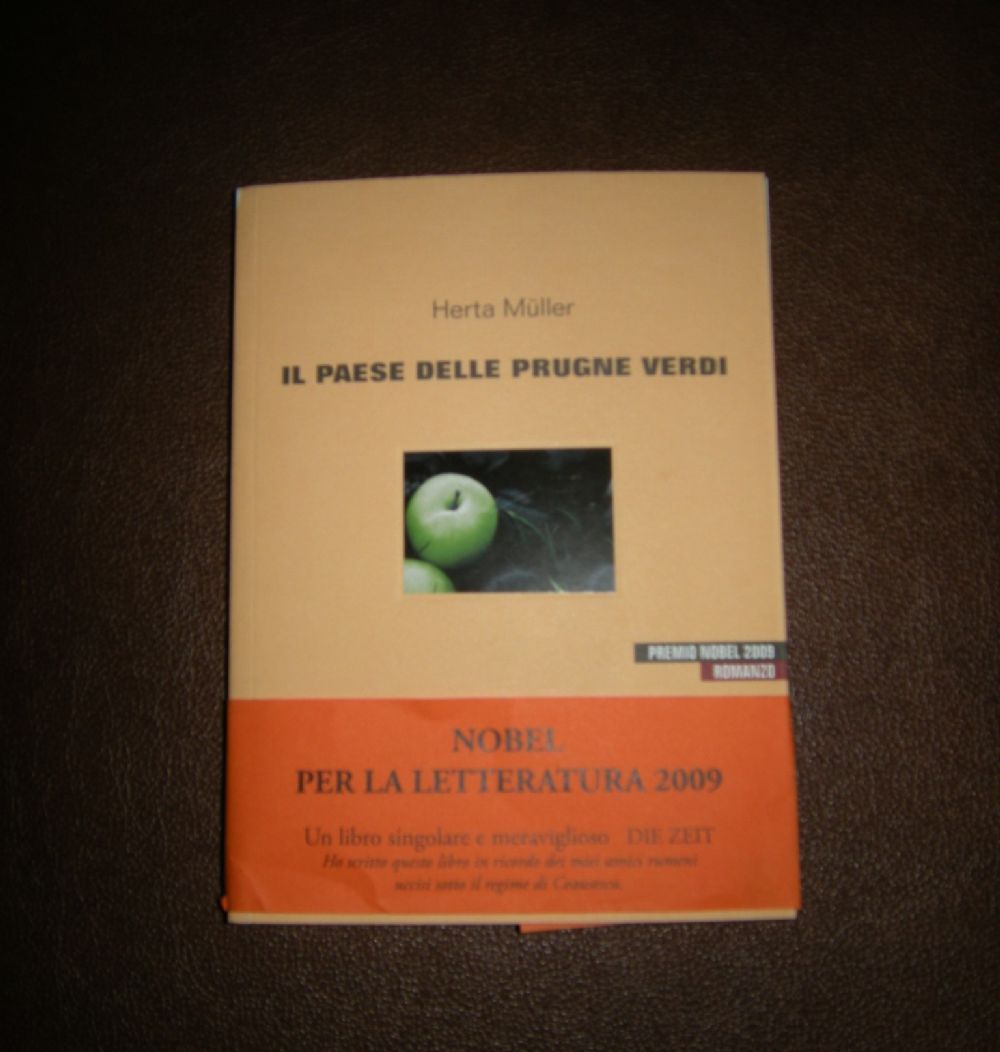 Herta Müller
IL PAESE DELLE PRUGNE VERDI
PREMIO NOBEL 2009
ROMANZO
NOBEL
PER LA LETTERATURA 2009
Un libro singolare e meraviglioso DIE ZEIT
Ho scritto questo libro in ricordo dei miei amici rumeni
uccisi sotto il regime di Ceausescu.